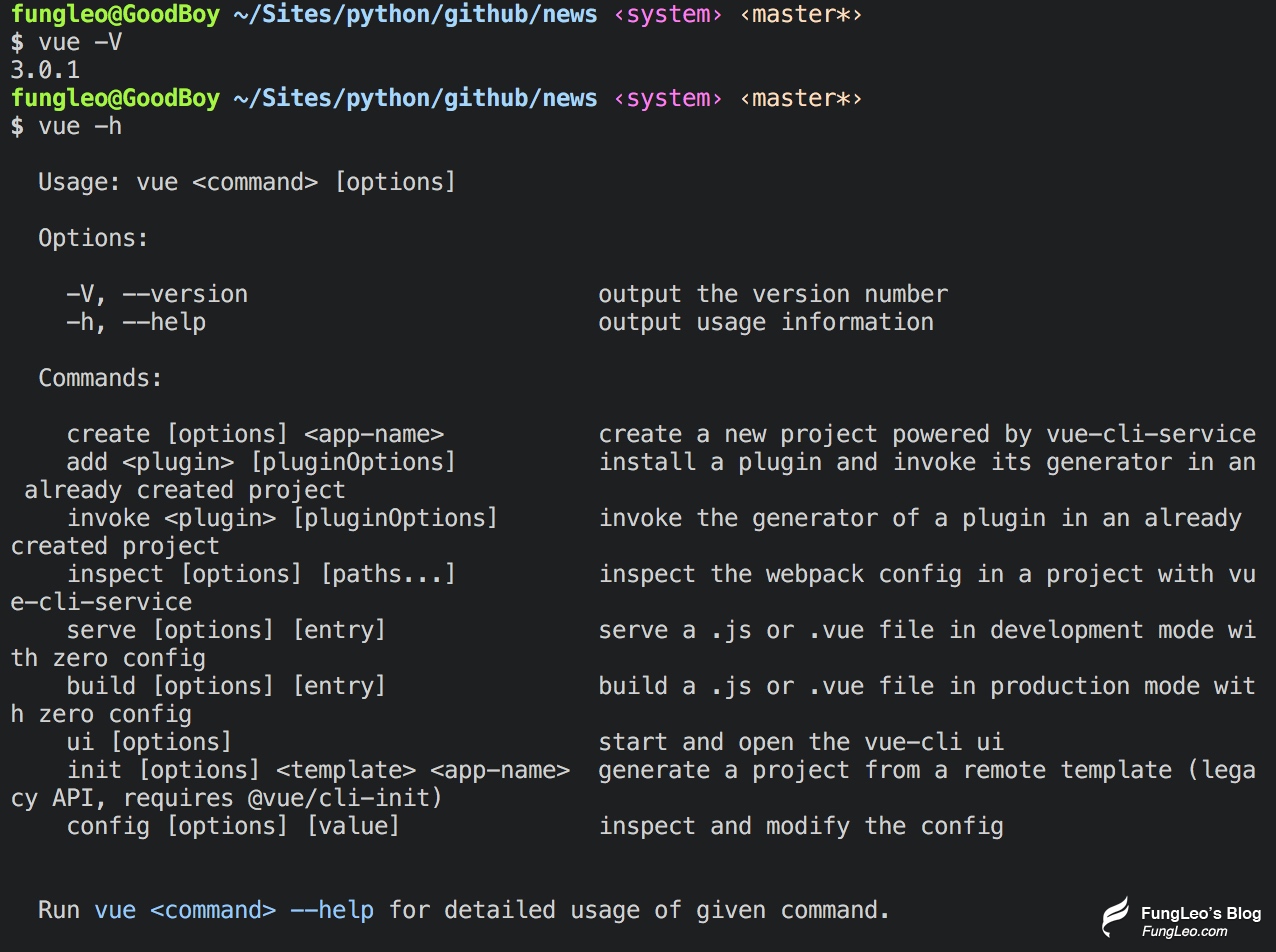 fungleo@GoodBoy ~/Sites/python/github/news ‹system› ‹master*›
$ vue -V
3.0.1
fungleo@GoodBoy ~/Sites/python/github/news ‹system› ‹master*›
$ vue -h
Usage: vue <command> [options]
Options:
-V, --version                         output the version number
-h, --help                            output usage information
Commands:
create [options] <app-name>           create a new project powered by vue-cli-service
add <plugin> [pluginOptions]          install a plugin and invoke its generator in an
already created project
invoke <plugin> [pluginOptions]       invoke the generator of a plugin in an already
created project
inspect [options] [paths...]          inspect the webpack config in a project with vu
e-cli-service
serve [options] [entry]               serve a .js or .vue file in development mode wi
th zero config
build [options] [entry]               build a .js or .vue file in production mode wit
h zero config
ui [options]                          start and open the vue-cli ui
init [options] <template> <app-name>  generate a project from a remote template (lega
cy API, requires @vue/cli-init)
config [options] [value]              inspect and modify the config
Run vue <command> --help for detailed usage of given command.
FungLeo's Blog
FungLeo.com